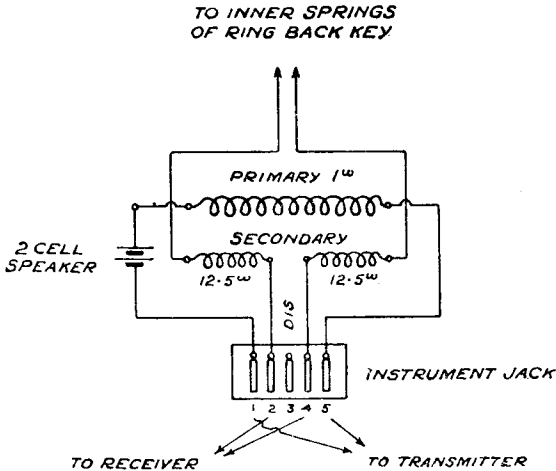 TO INNER SPRINGS
OF RING BACK KEY
PRIMARY 1ω
2 CELL
SPEAKER
SECONDARY
12·5ω
12·5ω
DIS
INSTRUMENT JACK
1 2 3 4 5
TO RECEIVER
TO TRANSMITTER